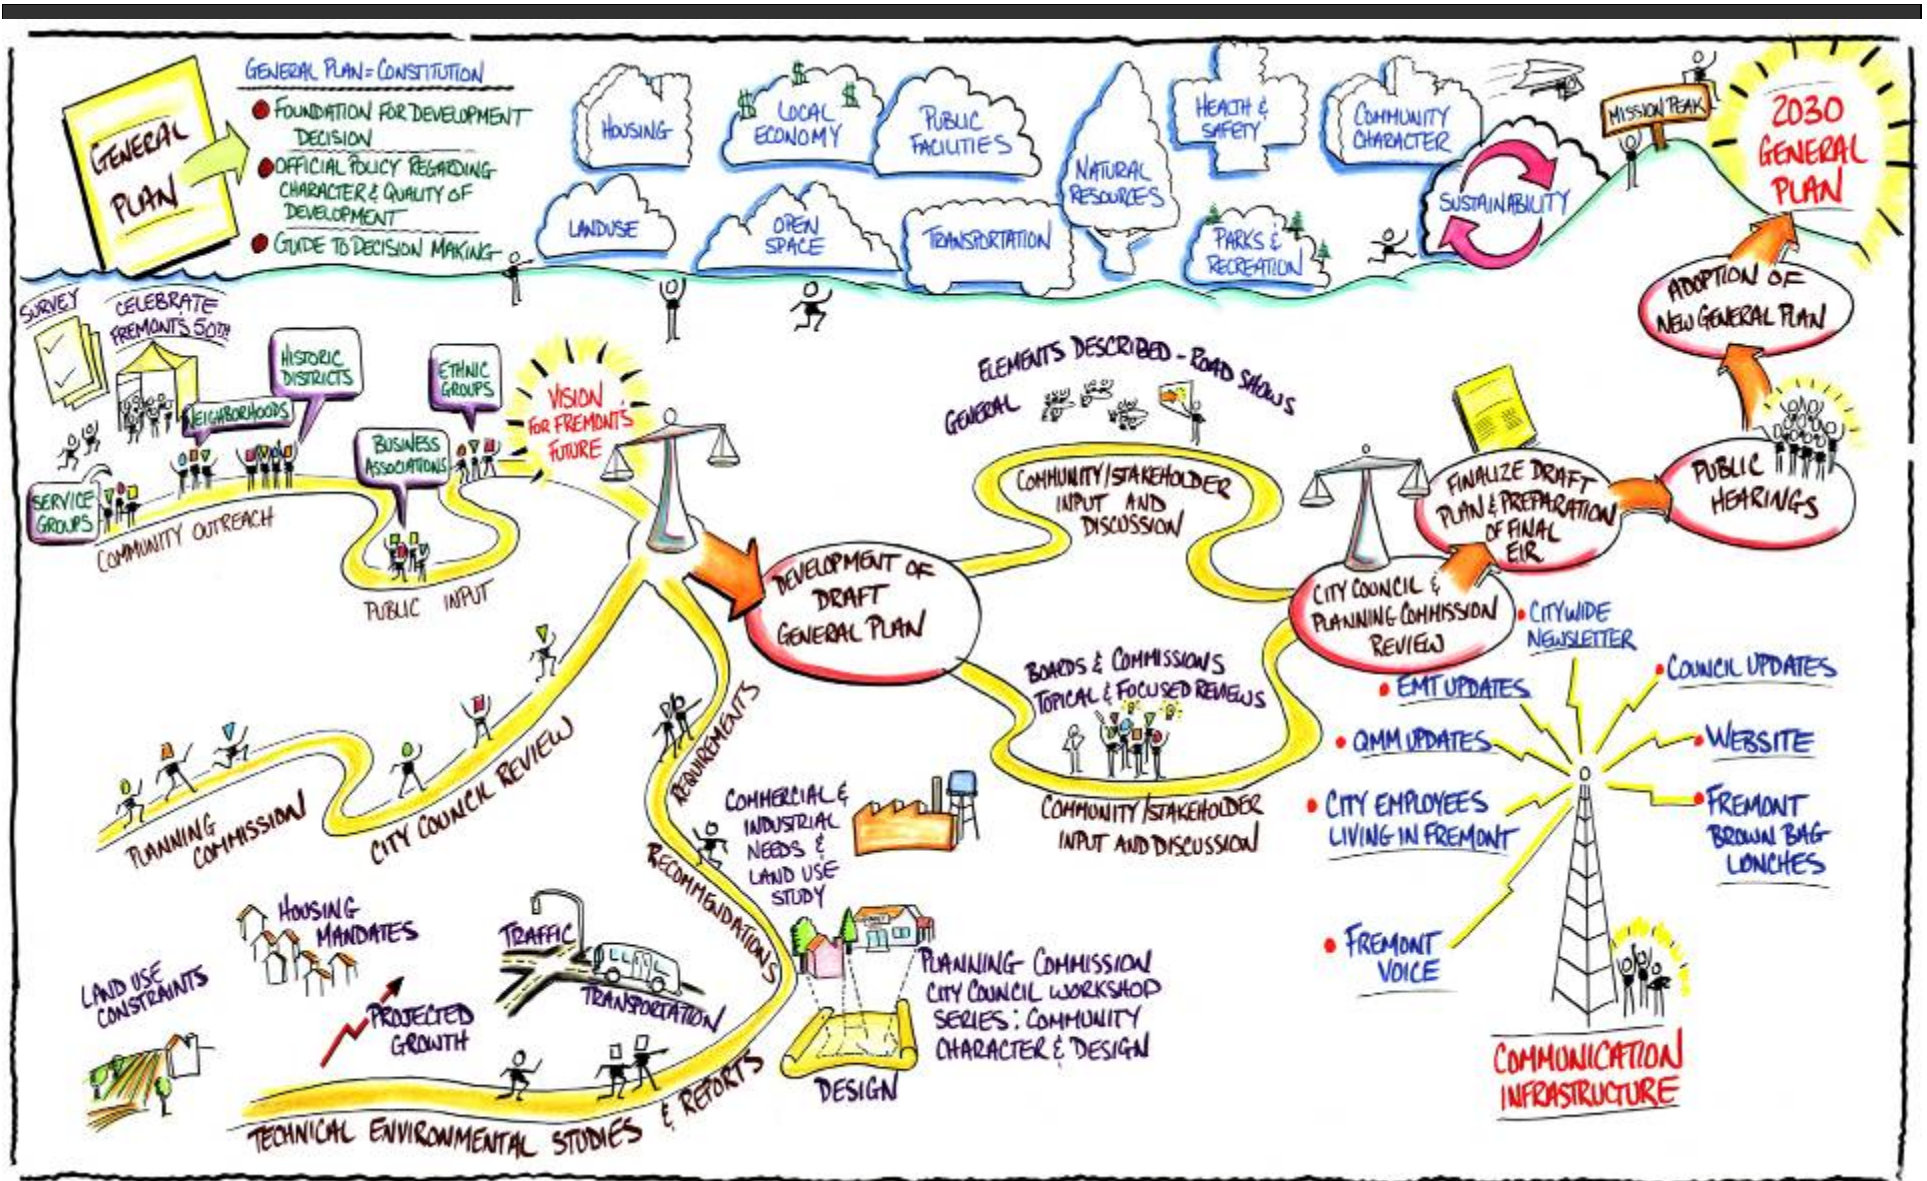 GENERAL
PLAN
GENERAL PLAN = CONSTITUTION
FOUNDATION FOR DEVELOPMENT
DECISION
OFFICIAL POLICY REGARDING
CHARACTER & QUALITY OF
DEVELOPMENT
GUIDE TO DECISION MAKING
HOUSING
LOCAL
ECONOMY
PUBLIC
FACILITIES
NATURAL
RESOURCES
HEALTH &
SAFETY
COMMUNITY
CHARACTER
LANDUSE
OPEN
SPACE
TRANSPORTATION
PARKS &
RECREATION
SUSTAINABILITY
MISSION PEAK
2030
GENERAL
PLAN
ADOPTION OF
NEW GENERAL PLAN
SURVEY
CELEBRATE
FREMONT'S 50TH
HISTORIC
DISTRICTS
NEIGHBORHOODS
ETHNIC
GROUPS
BUSINESS
ASSOCIATIONS
SERVICE
GROUPS
COMMUNITY OUTREACH
PUBLIC INPUT
VISION
FOR FREMONT'S
FUTURE
GENERAL ELEMENTS DESCRIBED - ROAD SHOWS
COMMUNITY/STAKEHOLDER
INPUT AND
DISCUSSION
DEVELOPMENT OF
DRAFT
GENERAL PLAN
FINALIZE DRAFT
PLAN & PREPARATION
OF FINAL
EIR
PUBLIC
HEARINGS
CITY COUNCIL &
PLANNING COMMISSION
REVIEW
BOARDS & COMMISSIONS
TOPICAL & FOCUSED REVIEWS
COMMUNITY/STAKEHOLDER
INPUT AND DISCUSSION
PLANNING
COMMISSION
CITY COUNCIL REVIEW
REQUIREMENTS
RECOMMENDATIONS
COMMERCIAL &
INDUSTRIAL
NEEDS &
LAND USE
STUDY
HOUSING
MANDATES
TRAFFIC
TRANSPORTATION
LAND USE
CONSTRAINTS
PROJECTED
GROWTH
TECHNICAL ENVIRONMENTAL STUDIES & REPORTS
PLANNING COMMISSION
CITY COUNCIL WORKSHOP
SERIES: COMMUNITY
CHARACTER & DESIGN
DESIGN
• CITYWIDE
NEWSLETTER
• EMT UPDATES
• COUNCIL UPDATES
• QMM UPDATES
• WEBSITE
• CITY EMPLOYEES
LIVING IN FREMONT
• FREMONT
BROWN BAG
LUNCHES
• FREMONT
VOICE
COMMUNICATION
INFRASTRUCTURE